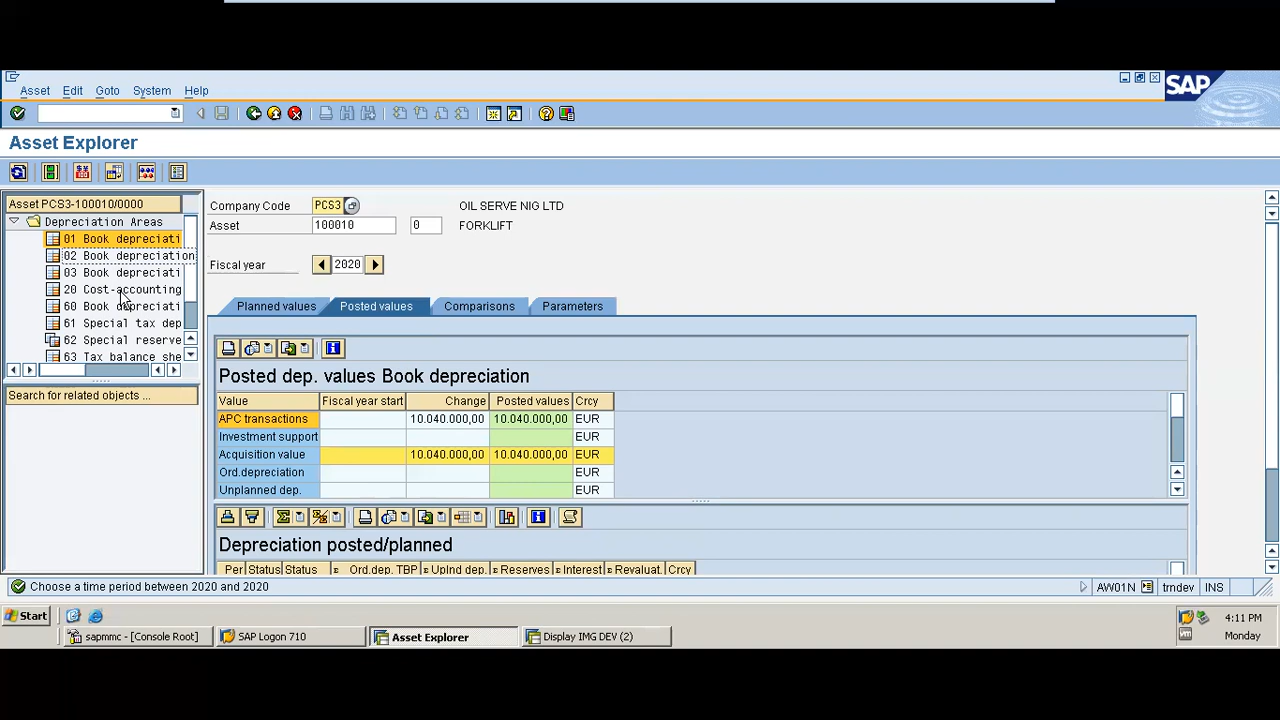 Asset Edit Goto System Help
SAP
Asset Explorer
Asset PCS3-100010/0000
Depreciation Areas
01 Book depreciati
02 Book depreciation
03 Book depreciati
20 Cost-accounting
60 Book depreciati
61 Special tax dep
62 Special reserve
63 Tax balance she
Search for related objects ...
Company Code PCS3 OIL SERVE NIG LTD
Asset 100010 0 FORKLIFT
Fiscal year 2020
Planned values Posted values Comparisons Parameters
Posted dep. values Book depreciation
Value Fiscal year start Change Posted values Crcy
APC transactions 10.040.000,00 10.040.000,00 EUR
Investment support EUR
Acquisition value 10.040.000,00 10.040.000,00 EUR
Ord.depreciation EUR
Unplanned dep. EUR
Depreciation posted/planned
Per Status Status Σ Ord.dep. TBP Σ Uplnd dep. Σ Reserves Σ Interest Σ Revaluat. Crcy
Choose a time period between 2020 and 2020 AW01N trndev INS
Start sapmmc - [Console Root] SAP Logon 710 Asset Explorer Display IMG DEV (2)
4:11 PM
Monday